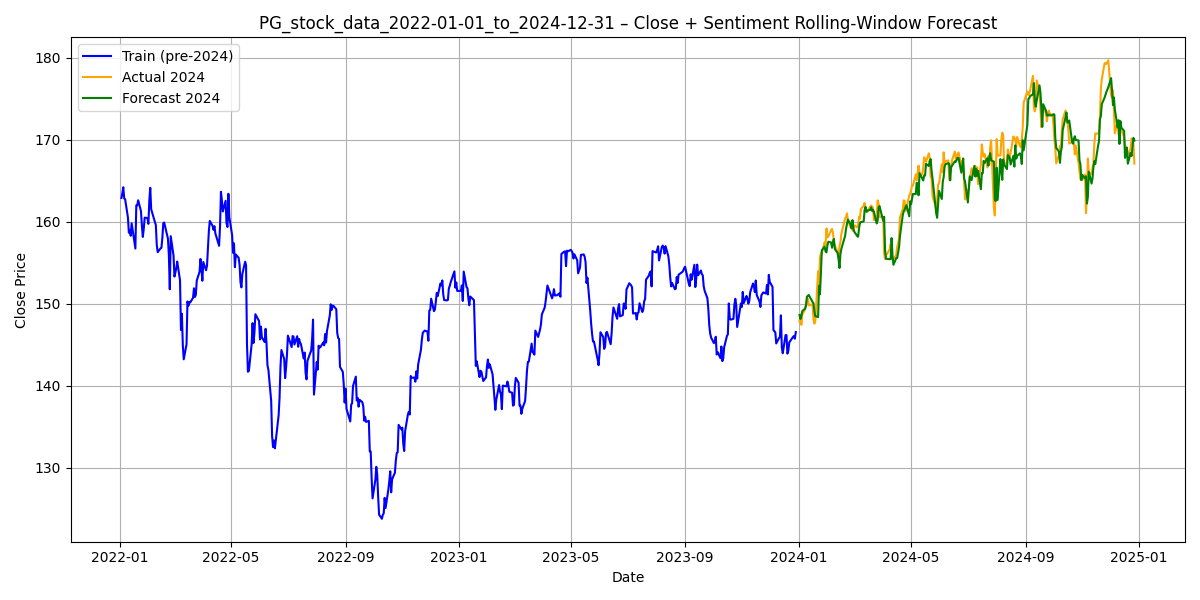 PG_stock_data_2022-01-01_to_2024-12-31 – Close + Sentiment Rolling-Window Forecast
Train (pre-2024)
Actual 2024
Forecast 2024
Close Price
180
170
160
150
140
130
2022-01 2022-05 2022-09 2023-01 2023-05 2023-09 2024-01 2024-05 2024-09 2025-01
Date